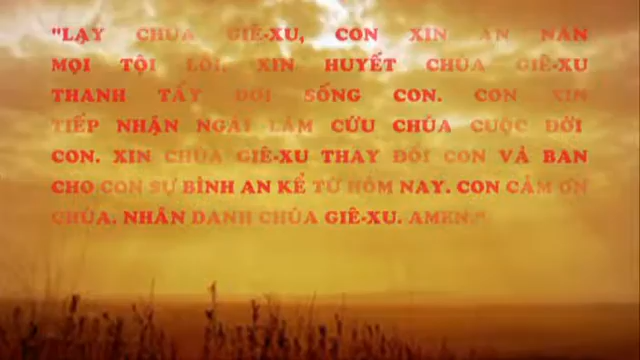 "LẠY CHÚA GIÊ-XU, CON XIN ĂN NĂN
MỌI TỘI LỖI. XIN HUYẾT CHÚA GIÊ-XU
THANH TẨY ĐỜI SỐNG CON. CON XIN
TIẾP NHẬN NGÀI LÀM CỨU CHÚA CUỘC ĐỜI
CON. XIN CHÚA GIÊ-XU THAY ĐỔI CON VÀ BAN
CHO CON SỰ BÌNH AN KỂ TỪ HÔM NAY. CON CẢM ƠN
CHÚA. NHÂN DANH CHÚA GIÊ-XU. AMEN."